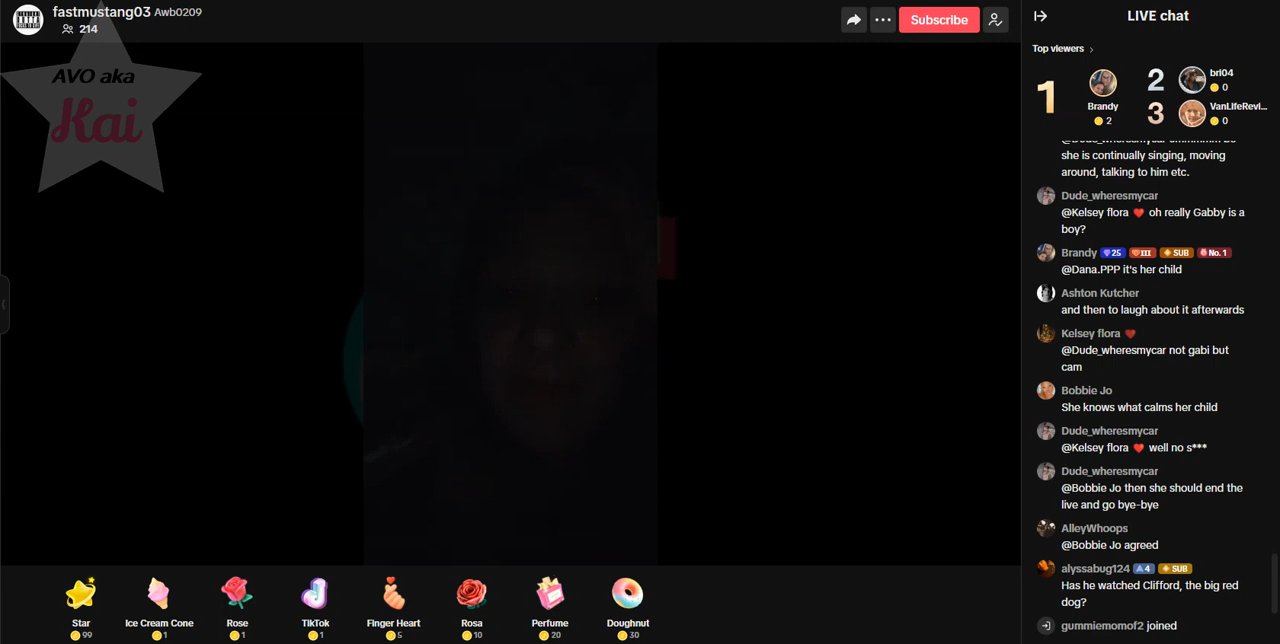 fastmustang03 Awb0209
214
Subscribe
AVO aka
Kai
LIVE chat
Top viewers
1
Brandy
2
2
bri04
0
3
VanLifeRevi...
0
she is continually singing, moving
around, talking to him etc.
Dude_wheresmycar
@Kelsey flora ❤️ oh really Gabby is a
boy?
Brandy 25 III SUB No. 1
@Dana.PPP it's her child
Ashton Kutcher
and then to laugh about it afterwards
Kelsey flora ❤️
@Dude_wheresmycar not gabi but
cam
Bobbie Jo
She knows what calms her child
Dude_wheresmycar
@Kelsey flora ❤️ well no s***
Dude_wheresmycar
@Bobbie Jo then she should end the
live and go bye-bye
AlleyWhoops
@Bobbie Jo agreed
alyssabug124 4 SUB
Has he watched Clifford, the big red
dog?
gummiemomof2 joined
Star
99
Ice Cream Cone
1
Rose
1
TikTok
1
Finger Heart
5
Rosa
10
Perfume
20
Doughnut
30